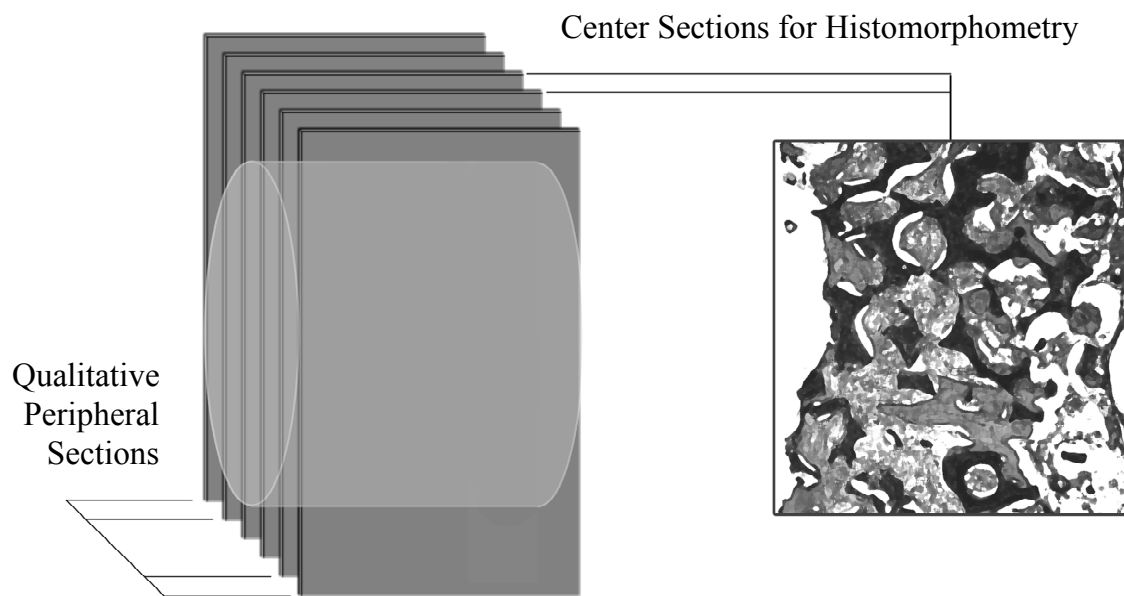 Center Sections for Histomorphometry
Qualitative
Peripheral
Sections